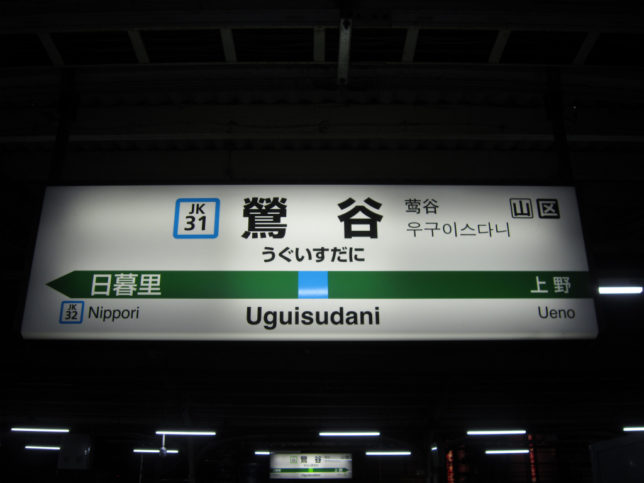 JK
31
鶯谷
莺谷
우구이스다니
山 区
うぐいすだに
日暮里
上野
JK
32
Nippori
Uguisudani
Ueno
鶯谷